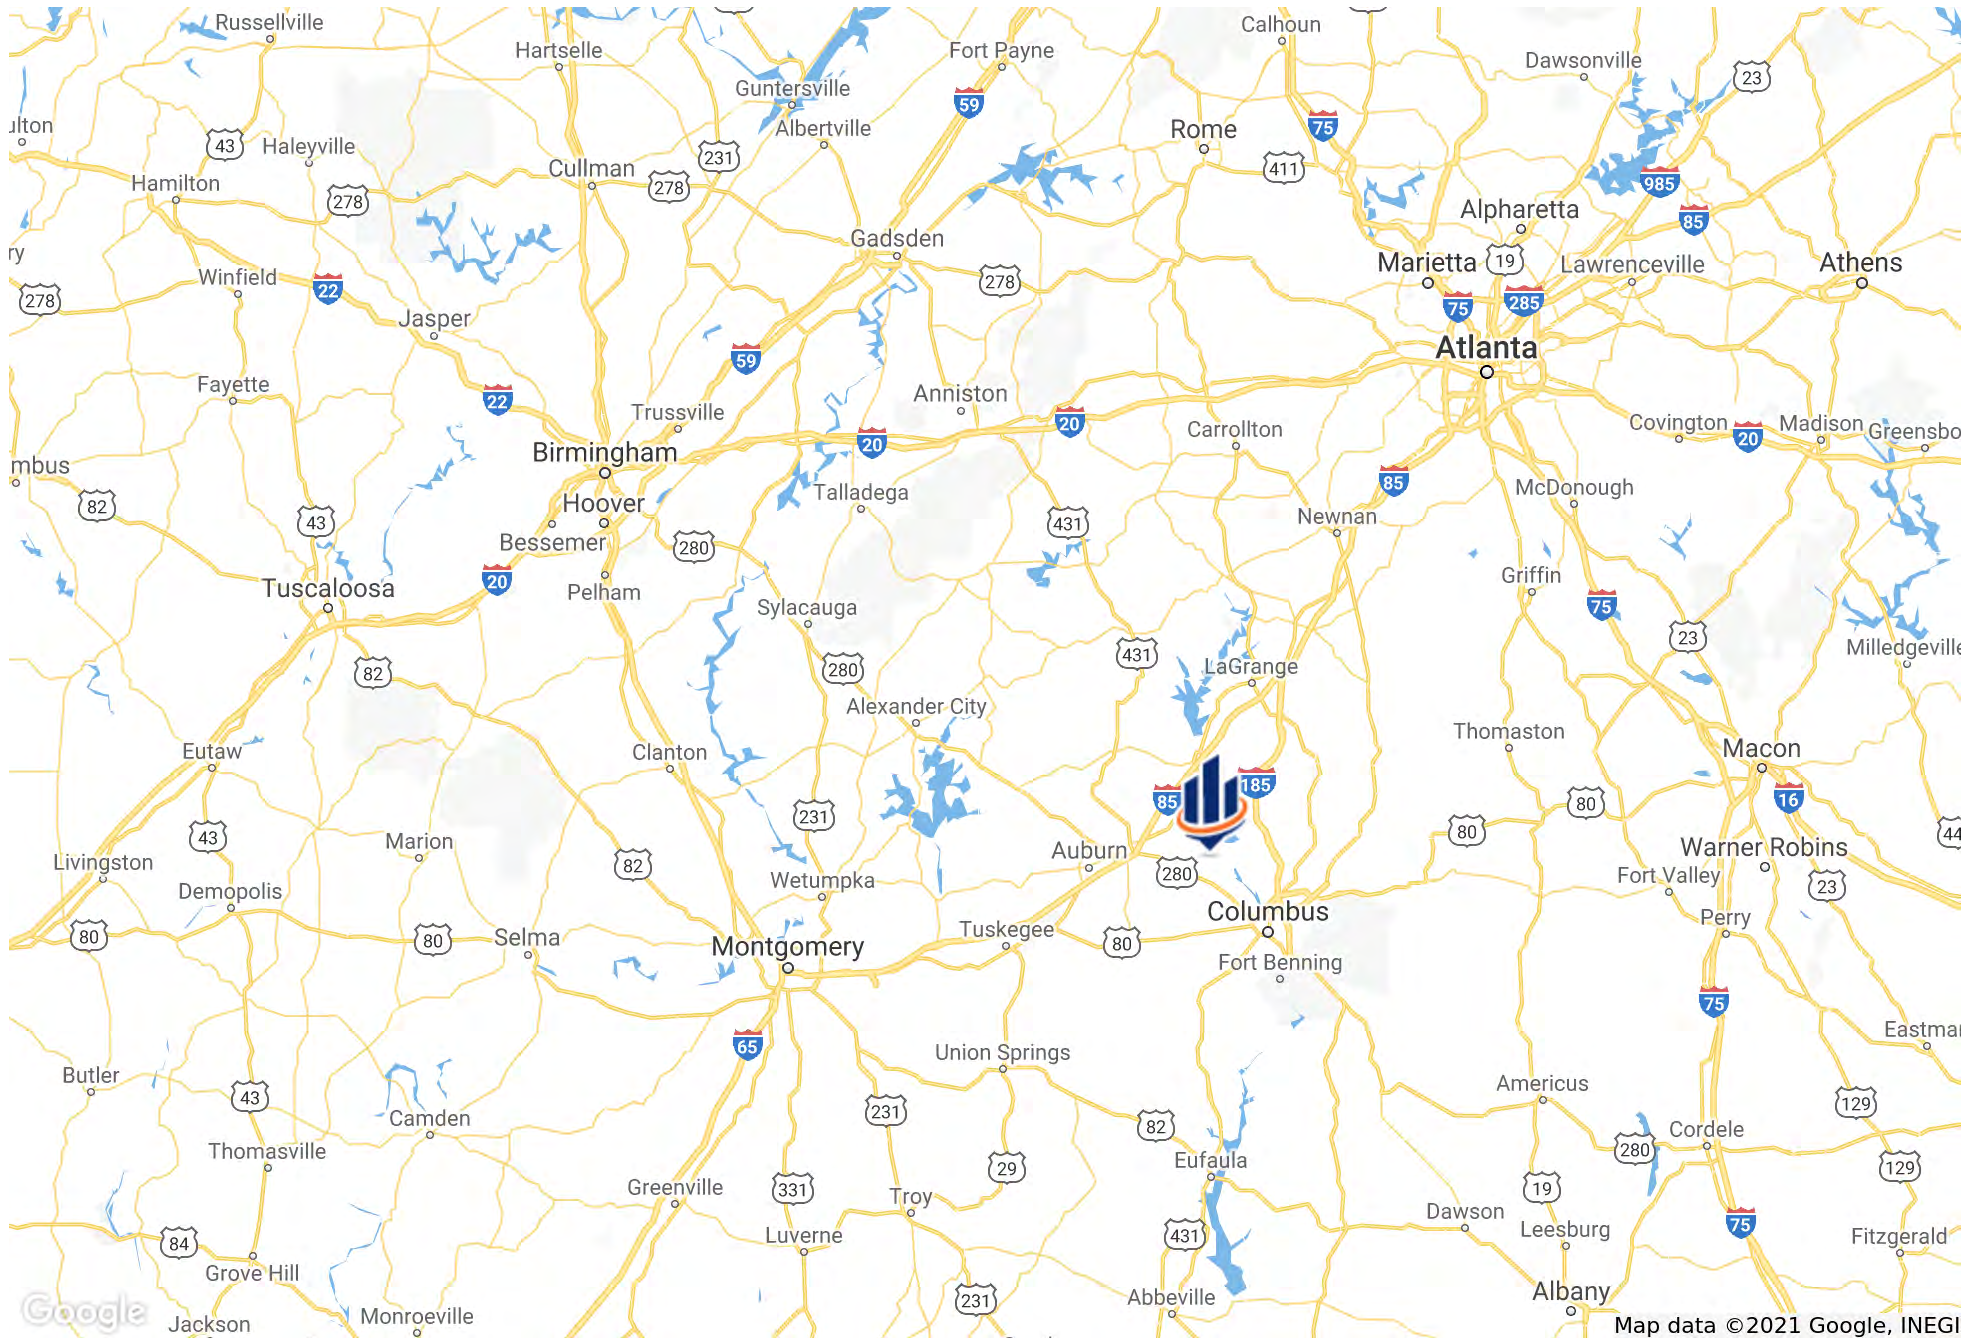 Russellville
Hartselle
Fort Payne
Calhoun
Dawsonville
23
Guntersville
59
ulton
Albertville
Rome
75
43
Haleyville
231
Cullman
278
411
985
Hamilton
278
Alpharetta
85
Gadsden
19
ry
Marietta
Lawrenceville
Athens
Winfield
22
278
278
75
285
Jasper
Atlanta
59
Fayette
22
Anniston
Trussville
20
Carrollton
Covington
20
Madison
Greensbo
Birmingham
20
mbus
85
82
Hoover
Talladega
McDonough
43
431
Newnan
Bessemer
280
20
Griffin
Tuscaloosa
Pelham
75
Sylacauga
23
431
Milledgeville
82
280
LaGrange
Alexander City
Thomaston
Eutaw
Clanton
Macon
85
185
16
80
231
80
43
44
Marion
Auburn
Warner Robins
Livingston
82
280
Fort Valley
23
Demopolis
Wetumpka
Columbus
Perry
80
80
Selma
Tuskegee
80
Montgomery
Fort Benning
75
Eastman
65
Union Springs
Butler
Americus
43
231
129
Camden
82
Cordele
280
Thomasville
Eufaula
29
129
Greenville
331
19
Troy
Dawson
75
84
Luverne
431
Leesburg
Fitzgerald
Grove Hill
Albany
231
Abbeville
Google
Monroeville
Jackson
Map data ©2021 Google, INEGI